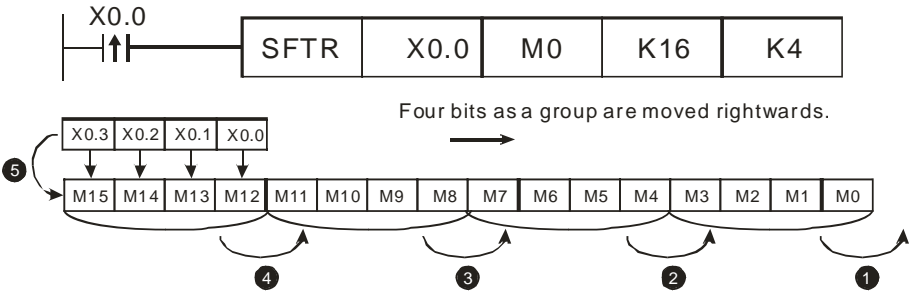 X0.0
SFTR X0.0 M0 K16 K4
Four bits as a group are moved rightwards.
X0.3 X0.2 X0.1 X0.0
5
M15 M14 M13 M12 M11 M10 M9 M8 M7 M6 M5 M4 M3 M2 M1 M0
4 3 2 1